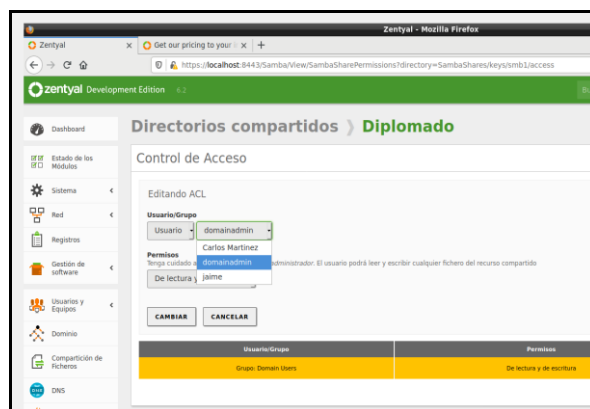 Zentyal - Mozilla Firefox
Zentyal
Get our pricing to your
https://localhost:8443/Samba/View/SambaSharePermissions?directory=SambaShares/keys/smb1/access
zentyal Development Edition 6.2
Directorios compartidos Diplomado
Control de Acceso
Editando ACL
Usuario/Grupo
Usuario domainadmin
Carlos Martinez
domainadmin
jaime
Permisos
Tenga cuidado a administrador. El usuario podrá leer y escribir cualquier fichero del recurso compartido
De lectura y
CAMBIAR CANCELAR
Usuario/Grupo Permisos
Grupo: Domain Users De lectura y de escritura
Dashboard
Estado de los
Módulos
Sistema
Red
Registros
Gestión de
software
Usuarios y
Equipos
Dominio
Compartición de
Ficheros
DNS